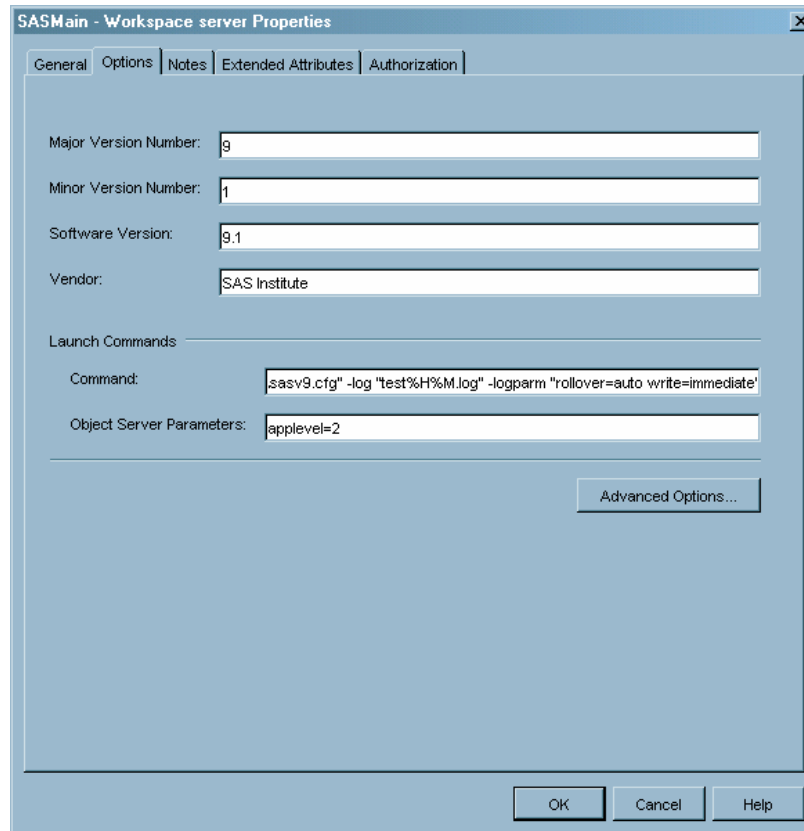 SASMain - Workspace server Properties
General Options Notes Extended Attributes Authorization
Major Version Number: 9
Minor Version Number: 1
Software Version: 9.1
Vendor: SAS Institute
Launch Commands
Command: .sasv9.cfg" -log "test%H%M.log" -logparm "rollover=auto write=immediate"
Object Server Parameters: applevel=2
Advanced Options...
OK Cancel Help